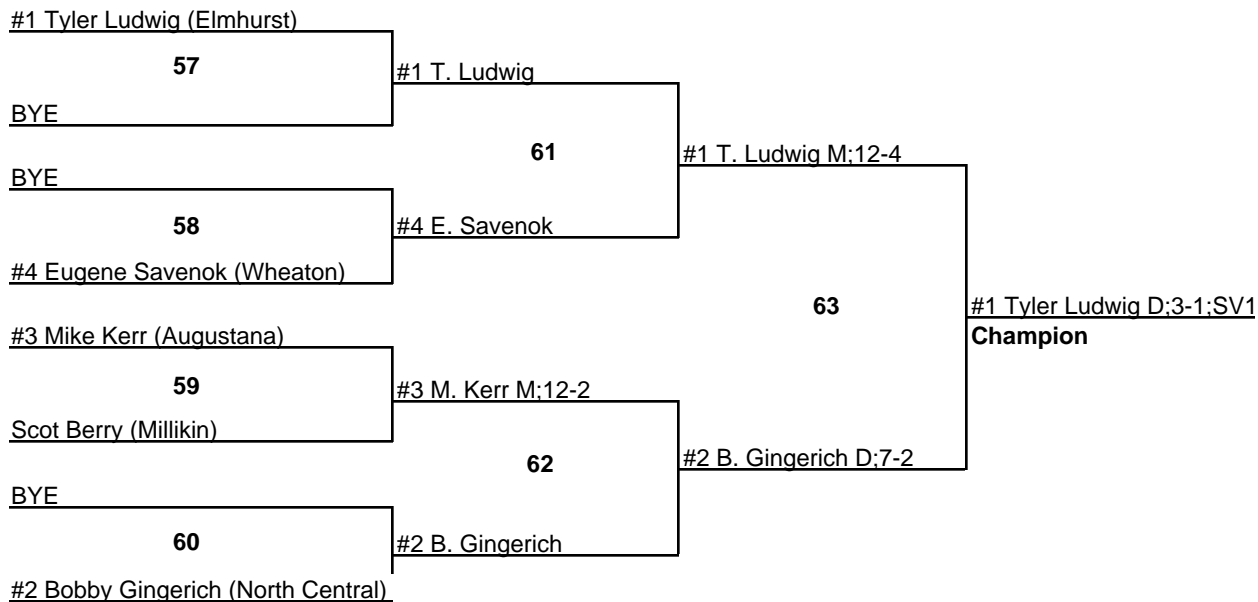 #1 Tyler Ludwig (Elmhurst)
57
#1 T. Ludwig
BYE
61
#1 T. Ludwig M;12-4
BYE
58
#4 E. Savenok
#4 Eugene Savenok (Wheaton)
63
#1 Tyler Ludwig D;3-1;SV1
Champion
#3 Mike Kerr (Augustana)
59
#3 M. Kerr M;12-2
Scot Berry (Millikin)
62
#2 B. Gingerich D;7-2
BYE
60
#2 B. Gingerich
#2 Bobby Gingerich (North Central)